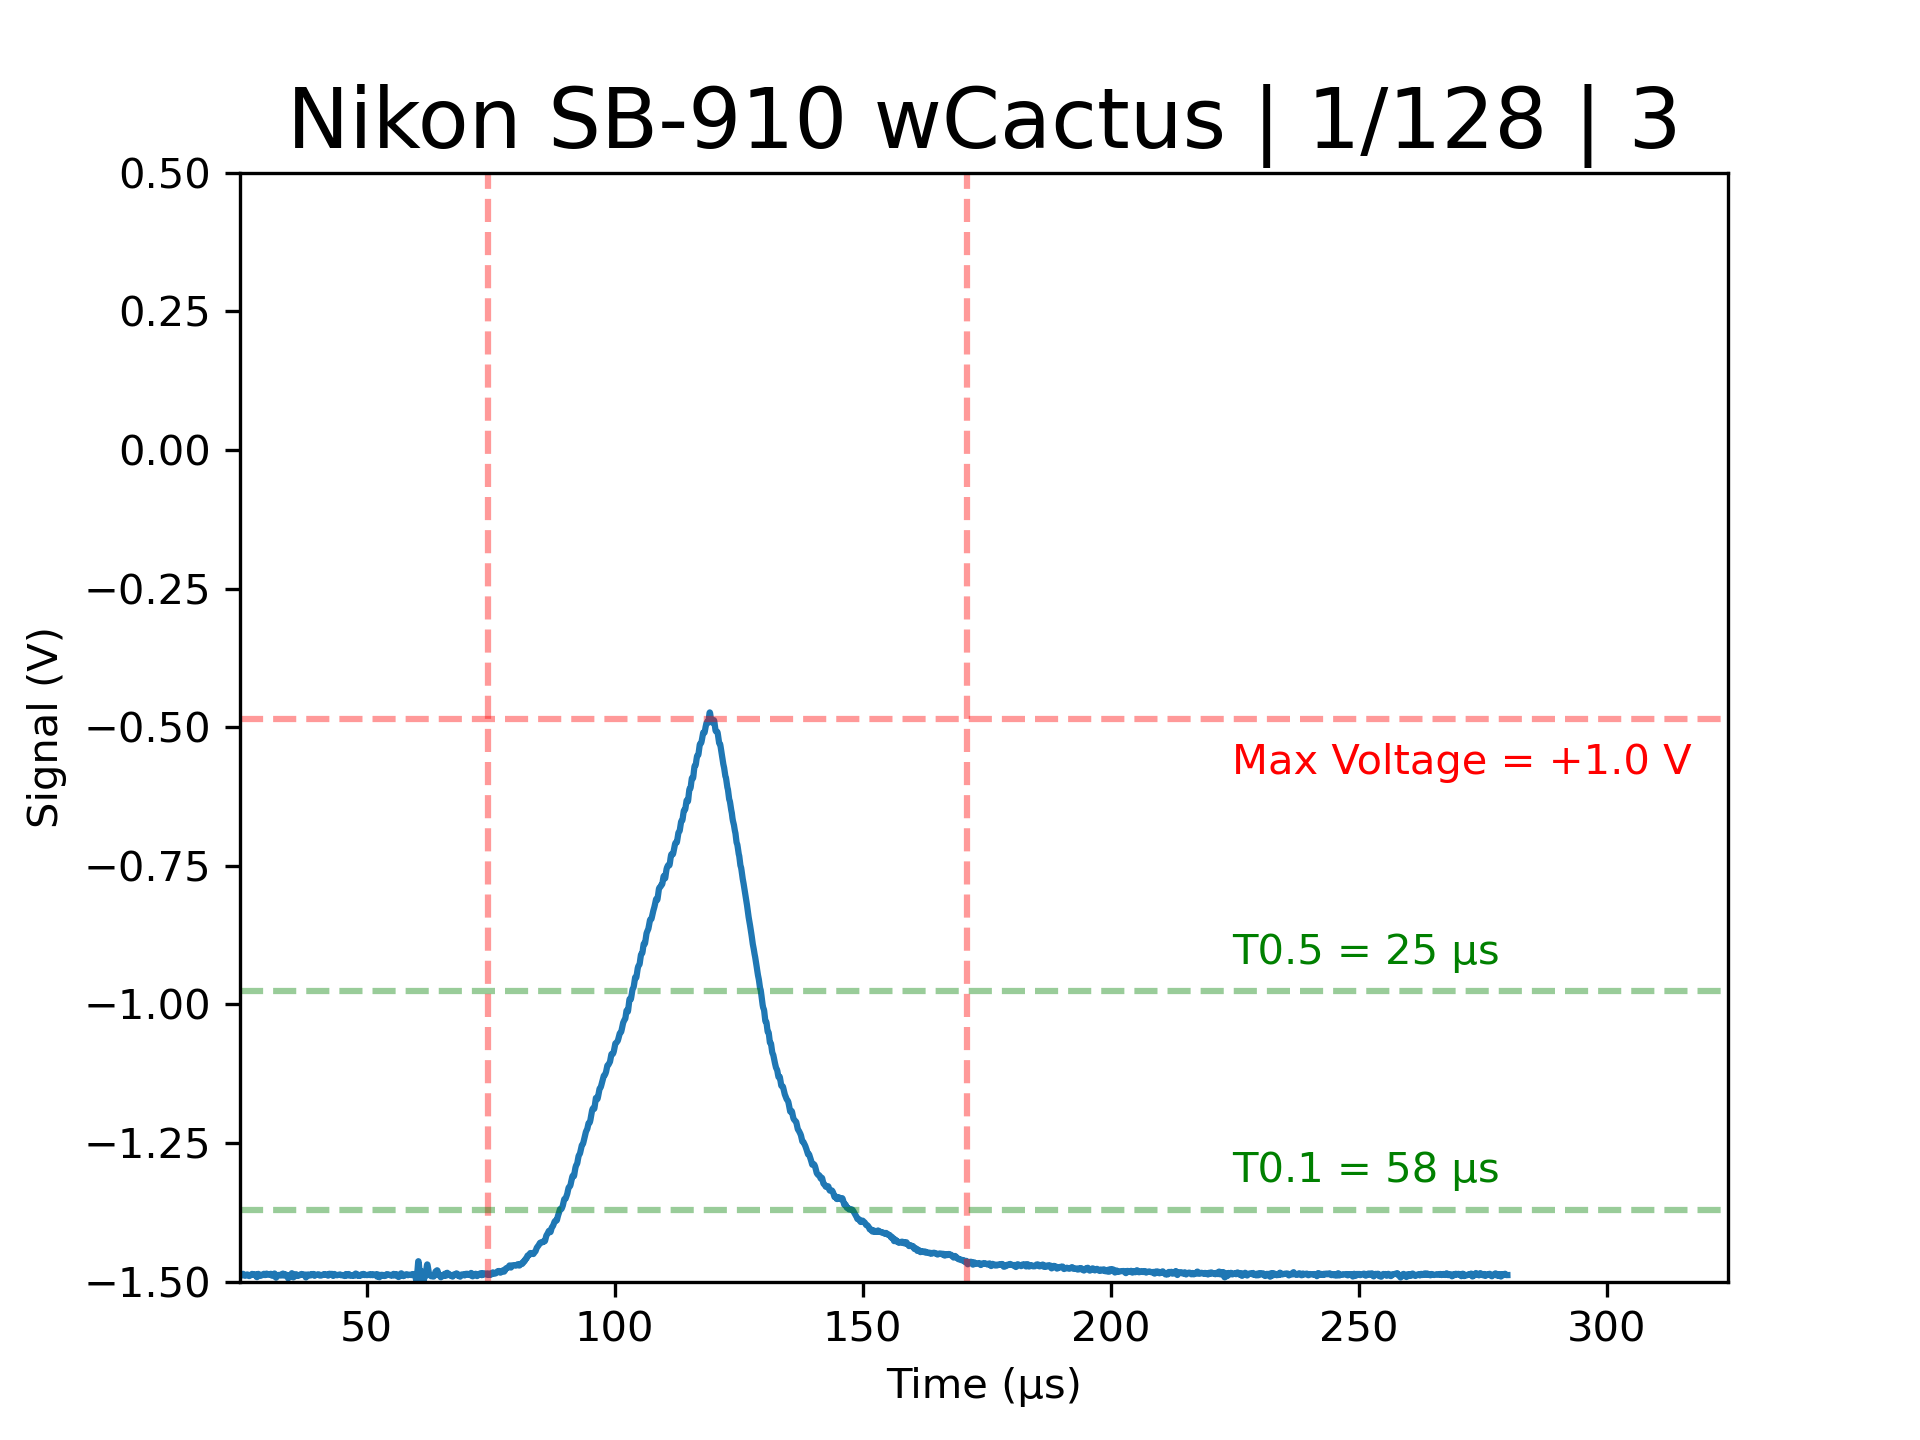 Nikon SB-910 wCactus | 1/128 | 3
0.50
0.25
0.00
−0.25
−0.50
−0.75
−1.00
−1.25
−1.50
Signal (V)
Max Voltage = +1.0 V
T0.5 = 25 µs
T0.1 = 58 µs
50 100 150 200 250 300
Time (µs)